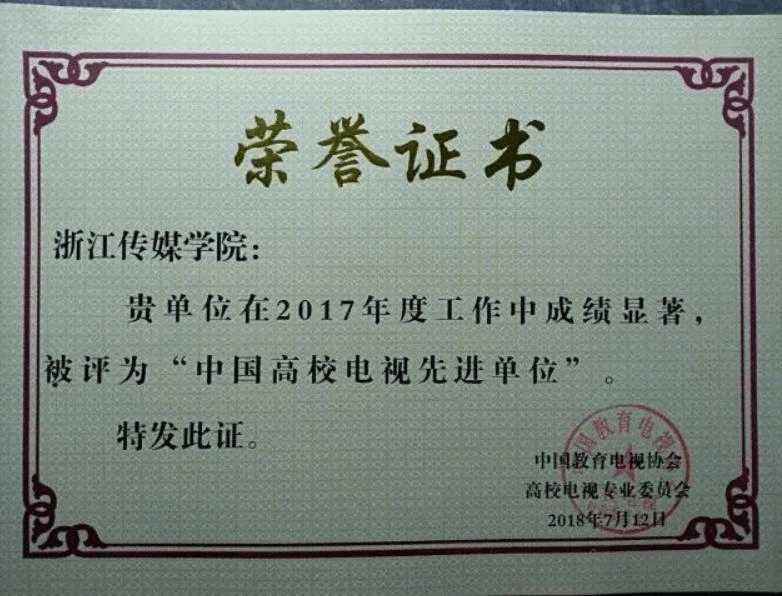 荣誉证书
浙江传媒学院：
贵单位在2017年度工作中成绩显著，
被评为“中国高校电视先进单位”。
特发此证。
中国教育电视协会
高校电视专业委员会
2018年7月12日